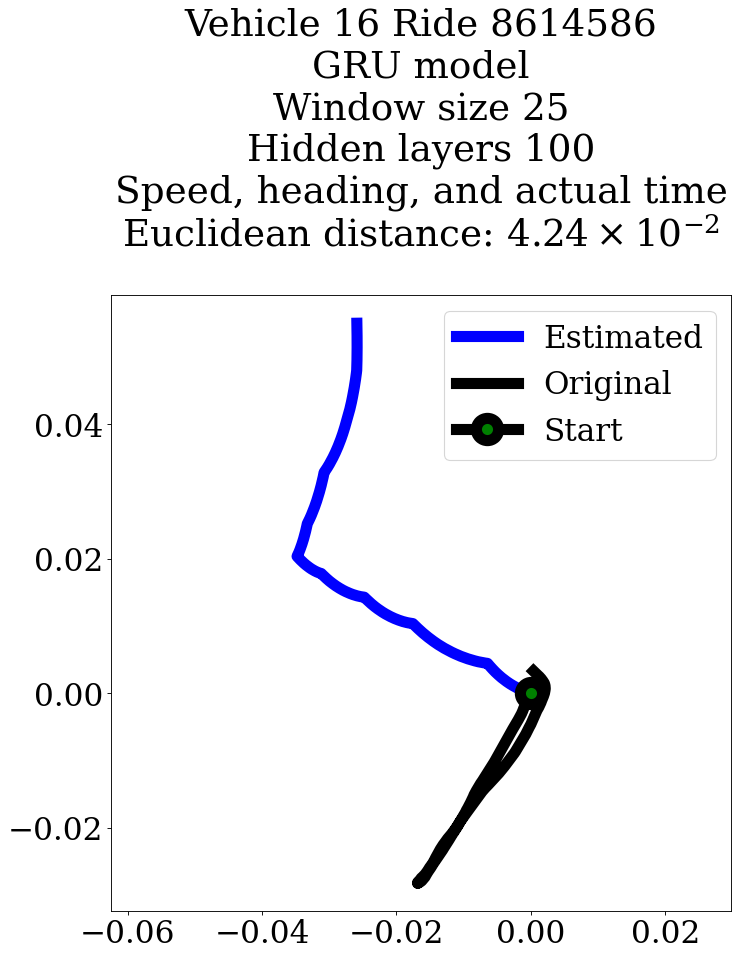 Vehicle 16 Ride 8614586
GRU model
Window size 25
Hidden layers 100
Speed, heading, and actual time
Euclidean distance: 4.24 × 10⁻²
Estimated
Original
Start
0.04
0.02
0.00
−0.02
−0.06 −0.04 −0.02 0.00 0.02